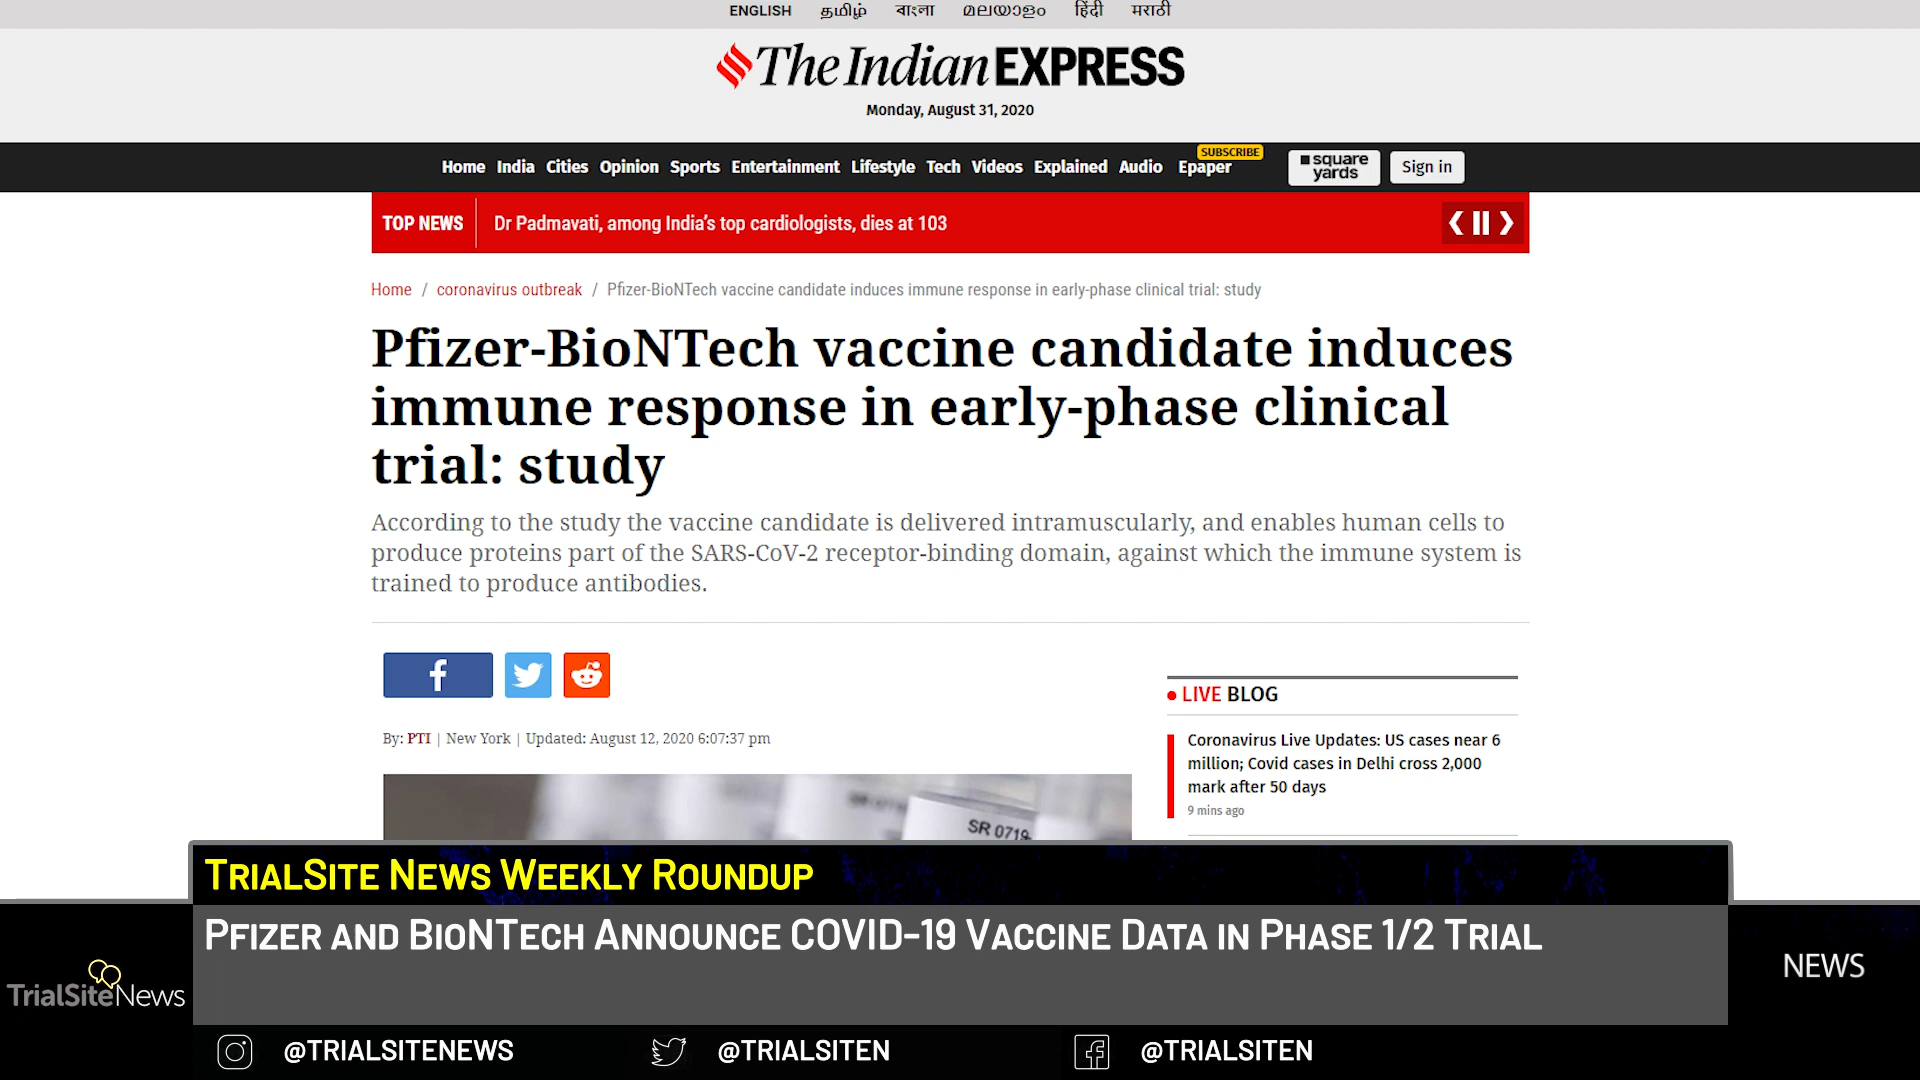 ENGLISH தமிழ் বাংলা മലയാളം हिंदी मराठी
The Indian EXPRESS
Monday, August 31, 2020
SUBSCRIBE
Home India Cities Opinion Sports Entertainment Lifestyle Tech Videos Explained Audio Epaper square yards Sign in
TOP NEWS Dr Padmavati, among India's top cardiologists, dies at 103
Home / coronavirus outbreak / Pfizer-BioNTech vaccine candidate induces immune response in early-phase clinical trial: study
Pfizer-BioNTech vaccine candidate induces
immune response in early-phase clinical
trial: study
According to the study the vaccine candidate is delivered intramuscularly, and enables human cells to
produce proteins part of the SARS-CoV-2 receptor-binding domain, against which the immune system is
trained to produce antibodies.
By: PTI | New York | Updated: August 12, 2020 6:07:37 pm
LIVE BLOG
Coronavirus Live Updates: US cases near 6
million; Covid cases in Delhi cross 2,000
mark after 50 days
9 mins ago
SR 0719
TRIALSITE NEWS WEEKLY ROUNDUP
PFIZER AND BIONTECH ANNOUNCE COVID-19 VACCINE DATA IN PHASE 1/2 TRIAL
TrialSiteNews
NEWS
@TRIALSITENEWS @TRIALSITEN @TRIALSITEN